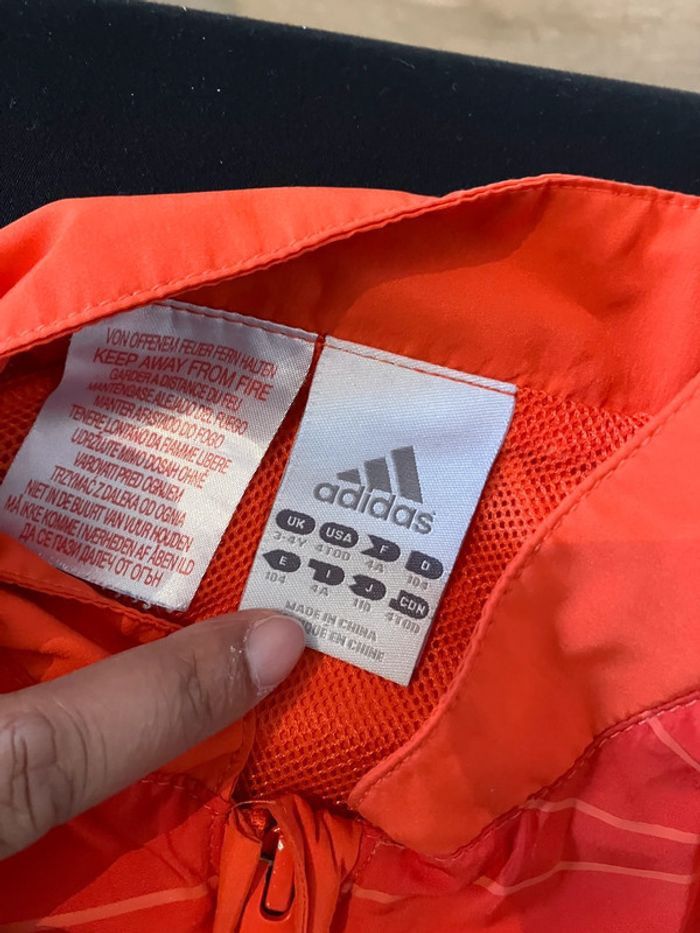 VON OFFENEM FEUER FERN HALTEN
KEEP AWAY FROM FIRE
GARDER A DISTANCE DU FEU
MANTENGASE ALEJADO DEL FUEGO
MANTER AFASTADO DO FOGO
TENERE LONTANO DA FIAMME LIBERE
UDRŽUJTE MIMO DOSAH OHNĚ
VAROVAT PRED OGNJEM
TRZYMAĆ Z DALEKA OD OGNIA
NIET IN DE BUURT VAN VUUR HOUDEN
MÅ IKKE KOMME I NÆRHEDEN AF ÅBEN ILD
ДА СЕ ПАЗИ ДАЛЕЧ ОТ ОГЪН
adidas
UK USA F D
3-4Y 4TOD 4A 104
E I J CDN
104 4A 110 4TOD
MADE IN CHINA
EN CHINE